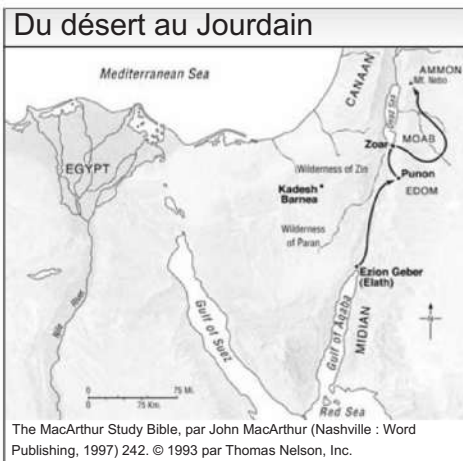 Du désert au Jourdain
Mediterranean Sea
CANAAN
AMMON
Mt. Nebo
Dead Sea
Zoar
MOAB
EGYPT
(Wilderness of Zin
Punon
Kadesh
Barnea
EDOM
Wilderness
of Paran
Ezion Geber
(Elath)
Nile River
Gulf of Suez
Gulf of Aqaba
MIDIAN
N
0 75 Mi.
0 75 Km.
Red Sea
The MacArthur Study Bible, par John MacArthur (Nashville : Word
Publishing, 1997) 242. © 1993 par Thomas Nelson, Inc.